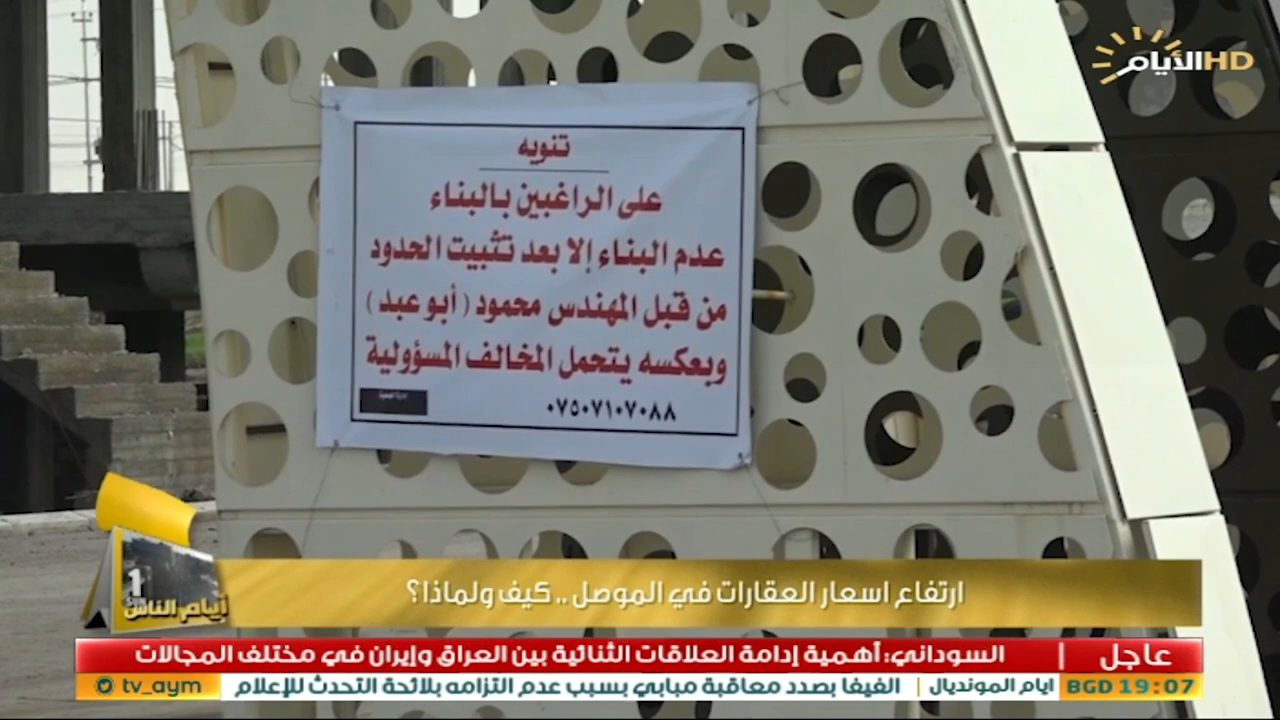 الأيام HD
تنويه
على الراغبين بالبناء
عدم البناء إلا بعد تثبيت الحدود
من قبل المهندس محمود (أبو عبد)
وبعكسه يتحمل المخالف المسؤولية
٠٧٥٠٧١٠٧٠٨٨
ارتفاع اسعار العقارات في الموصل .. كيف ولماذا؟
1
أيام الناس
عاجل | السوداني: أهمية إدامة العلاقات الثنائية بين العراق وإيران في مختلف المجالات
BGD 19:07 ايام المونديال | الفيفا بصدد معاقبة مبابي بسبب عدم التزامه بلائحة التحدث للإعلام tv_aym